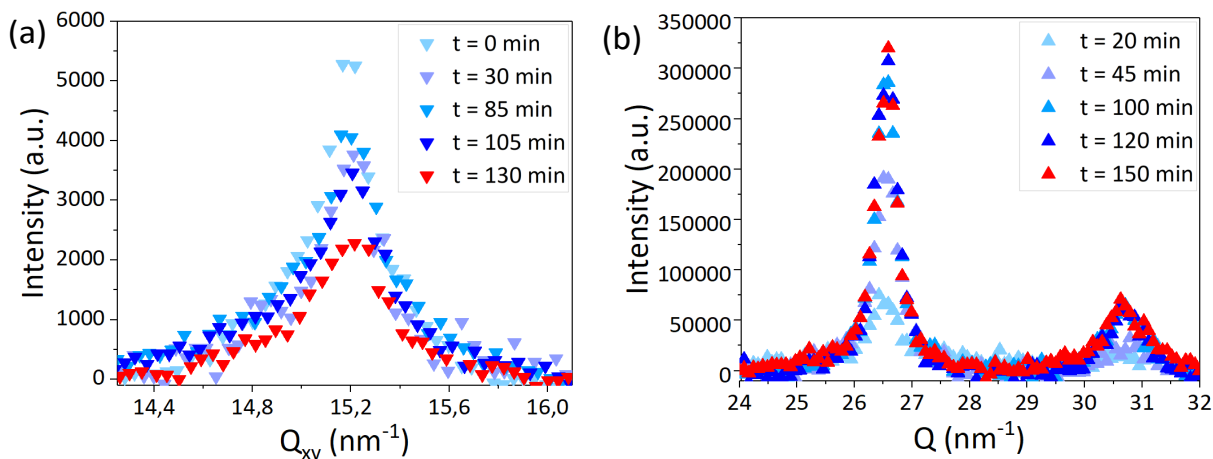 (a)
6000
5000
4000
3000
2000
1000
0
Intensity (a.u.)
t = 0 min
t = 30 min
t = 85 min
t = 105 min
t = 130 min
14,4 14,8 15,2 15,6 16,0
Qxy (nm-1)
(b)
350000
300000
250000
200000
150000
100000
50000
0
Intensity (a.u.)
t = 20 min
t = 45 min
t = 100 min
t = 120 min
t = 150 min
24 25 26 27 28 29 30 31 32
Q (nm-1)